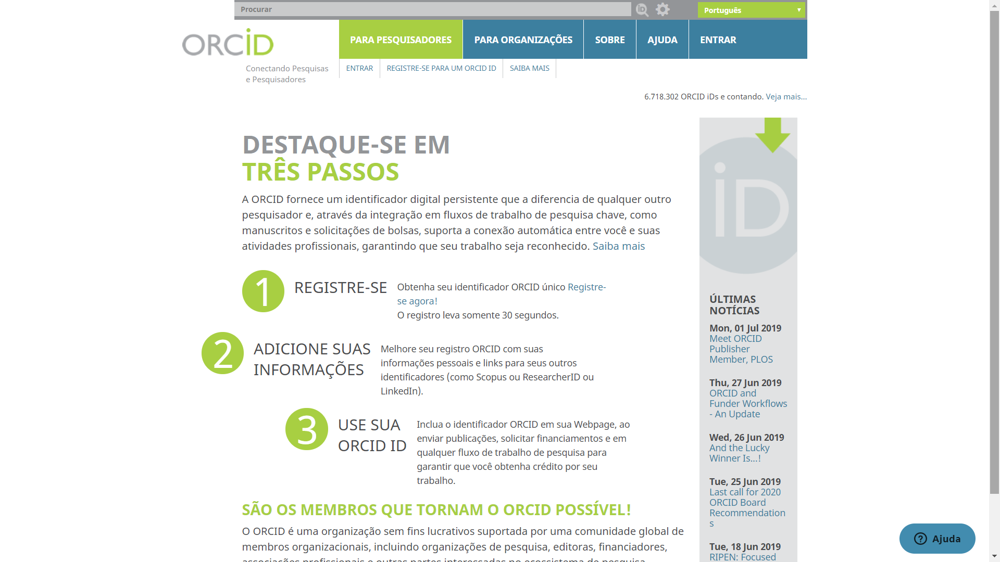 Procurar
Português
ORCID
Conectando Pesquisas
e Pesquisadores
PARA PESQUISADORES
PARA ORGANIZAÇÕES
SOBRE
AJUDA
ENTRAR
ENTRAR
REGISTRE-SE PARA UM ORCID ID
SAIBA MAIS
6.718.302 ORCID iDs e contando. Veja mais...
DESTAQUE-SE EM
TRÊS PASSOS
A ORCID fornece um identificador digital persistente que a diferencia de qualquer outro
pesquisador e, através da integração em fluxos de trabalho de pesquisa chave, como
manuscritos e solicitações de bolsas, suporta a conexão automática entre você e suas
atividades profissionais, garantindo que seu trabalho seja reconhecido. Saiba mais
1
REGISTRE-SE
Obtenha seu identificador ORCID único Registre-
se agora!
O registro leva somente 30 segundos.
2
ADICIONE SUAS
INFORMAÇÕES
Melhore seu registro ORCID com suas
informações pessoais e links para seus outros
identificadores (como Scopus ou ResearcherID ou
LinkedIn).
3
USE SUA
ORCID ID
Inclua o identificador ORCID em sua Webpage, ao
enviar publicações, solicitar financiamentos e em
qualquer fluxo de trabalho de pesquisa para
garantir que você obtenha crédito por seu
trabalho.
SÃO OS MEMBROS QUE TORNAM O ORCID POSSÍVEL!
O ORCID é uma organização sem fins lucrativos suportada por uma comunidade global de
membros organizacionais, incluindo organizações de pesquisa, editoras, financiadores,
associações profissionais e outras partes interessadas no ecossistema de pesquisa.
iD
ÚLTIMAS
NOTÍCIAS
Mon, 01 Jul 2019
Meet ORCID
Publisher
Member, PLOS
Thu, 27 Jun 2019
ORCID and
Funder Workflows
- An Update
Wed, 26 Jun 2019
And the Lucky
Winner Is...!
Tue, 25 Jun 2019
Last call for 2020
ORCID Board
Recommendation
s
Tue, 18 Jun 2019
RIPEN: Focused
Ajuda